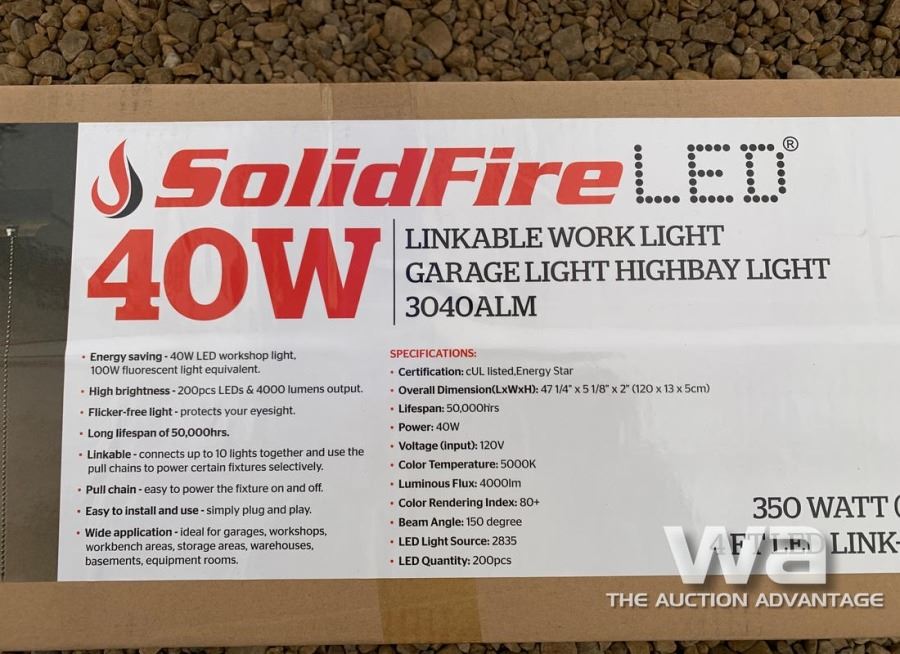 SolidFire LED®
40W
LINKABLE WORK LIGHT
GARAGE LIGHT HIGHBAY LIGHT
3040ALM
• Energy saving - 40W LED workshop light,
100W fluorescent light equivalent.
• High brightness - 200pcs LEDs & 4000 lumens output.
• Flicker-free light - protects your eyesight.
• Long lifespan of 50,000hrs.
• Linkable - connects up to 10 lights together and use the
pull chains to power certain fixtures selectively.
• Pull chain - easy to power the fixture on and off.
• Easy to install and use - simply plug and play.
• Wide application - ideal for garages, workshops,
workbench areas, storage areas, warehouses,
basements, equipment rooms.
SPECIFICATIONS:
• Certification: cUL listed,Energy Star
• Overall Dimension(LxWxH): 47 1/4" x 5 1/8" x 2" (120 x 13 x 5cm)
• Lifespan: 50,000hrs
• Power: 40W
• Voltage (input): 120V
• Color Temperature: 5000K
• Luminous Flux: 4000lm
• Color Rendering Index: 80+
• Beam Angle: 150 degree
• LED Light Source: 2835
• LED Quantity: 200pcs
350 WATT (
4 FT LED LINK-
wa
THE AUCTION ADVANTAGE